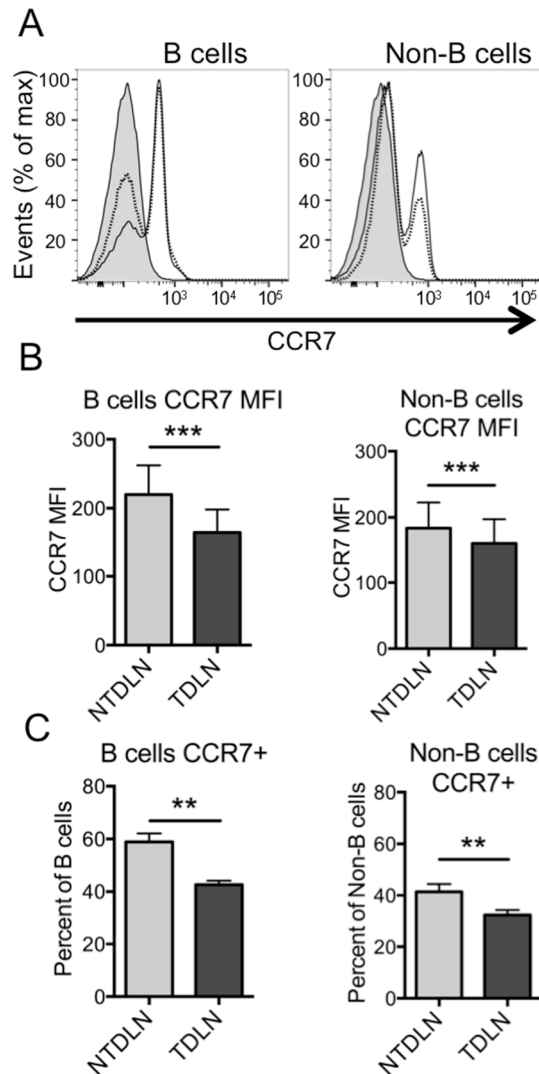 A
B cells
Non-B cells
Events (% of max)
100
80
60
40
20
100
80
60
40
20
10³ 10⁴ 10⁵
10³ 10⁴ 10⁵
CCR7
B
B cells CCR7 MFI
CCR7 MFI
300
200
100
0
***
NTDLN
TDLN
Non-B cells
CCR7 MFI
CCR7 MFI
300
200
100
0
***
NTDLN
TDLN
C
B cells CCR7+
Percent of B cells
80
60
40
20
0
**
NTDLN
TDLN
Non-B cells
CCR7+
Percent of Non-B cells
80
60
40
20
0
**
NTDLN
TDLN